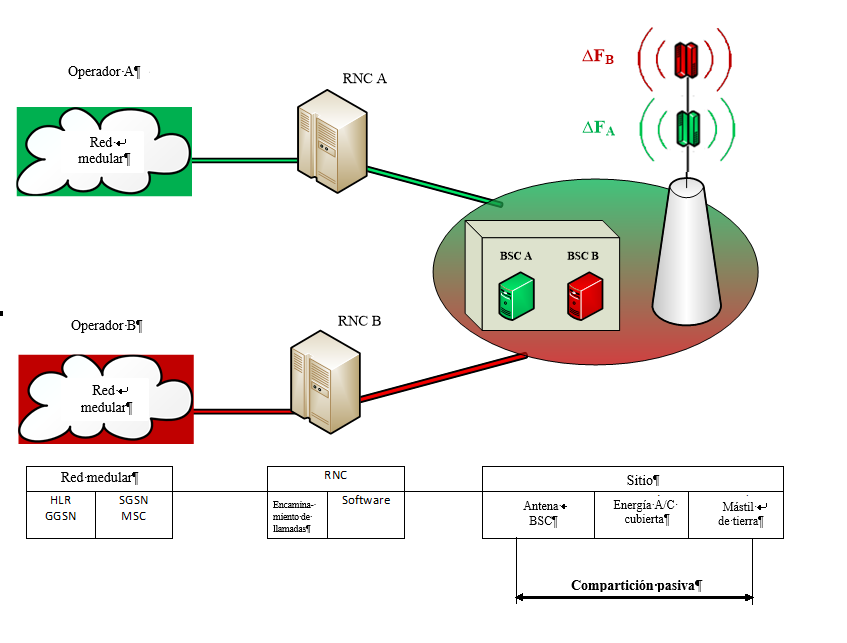 Operador·A¶
RNC A
Red·↵
medular¶
ΔFB
ΔFA
BSC A
BSC B
Operador·B¶
RNC B
Red·↵
medular¶
Red·medular¶
HLR
GGSN
SGSN
MSC
RNC
Encamina-
miento·de·
llamadas¶
Software
Sitio¶
Antena↵
BSC¶
Energía·A/C·
cubierta¶
Mástil·↵
de·tierra¶
Compartición·pasiva¶